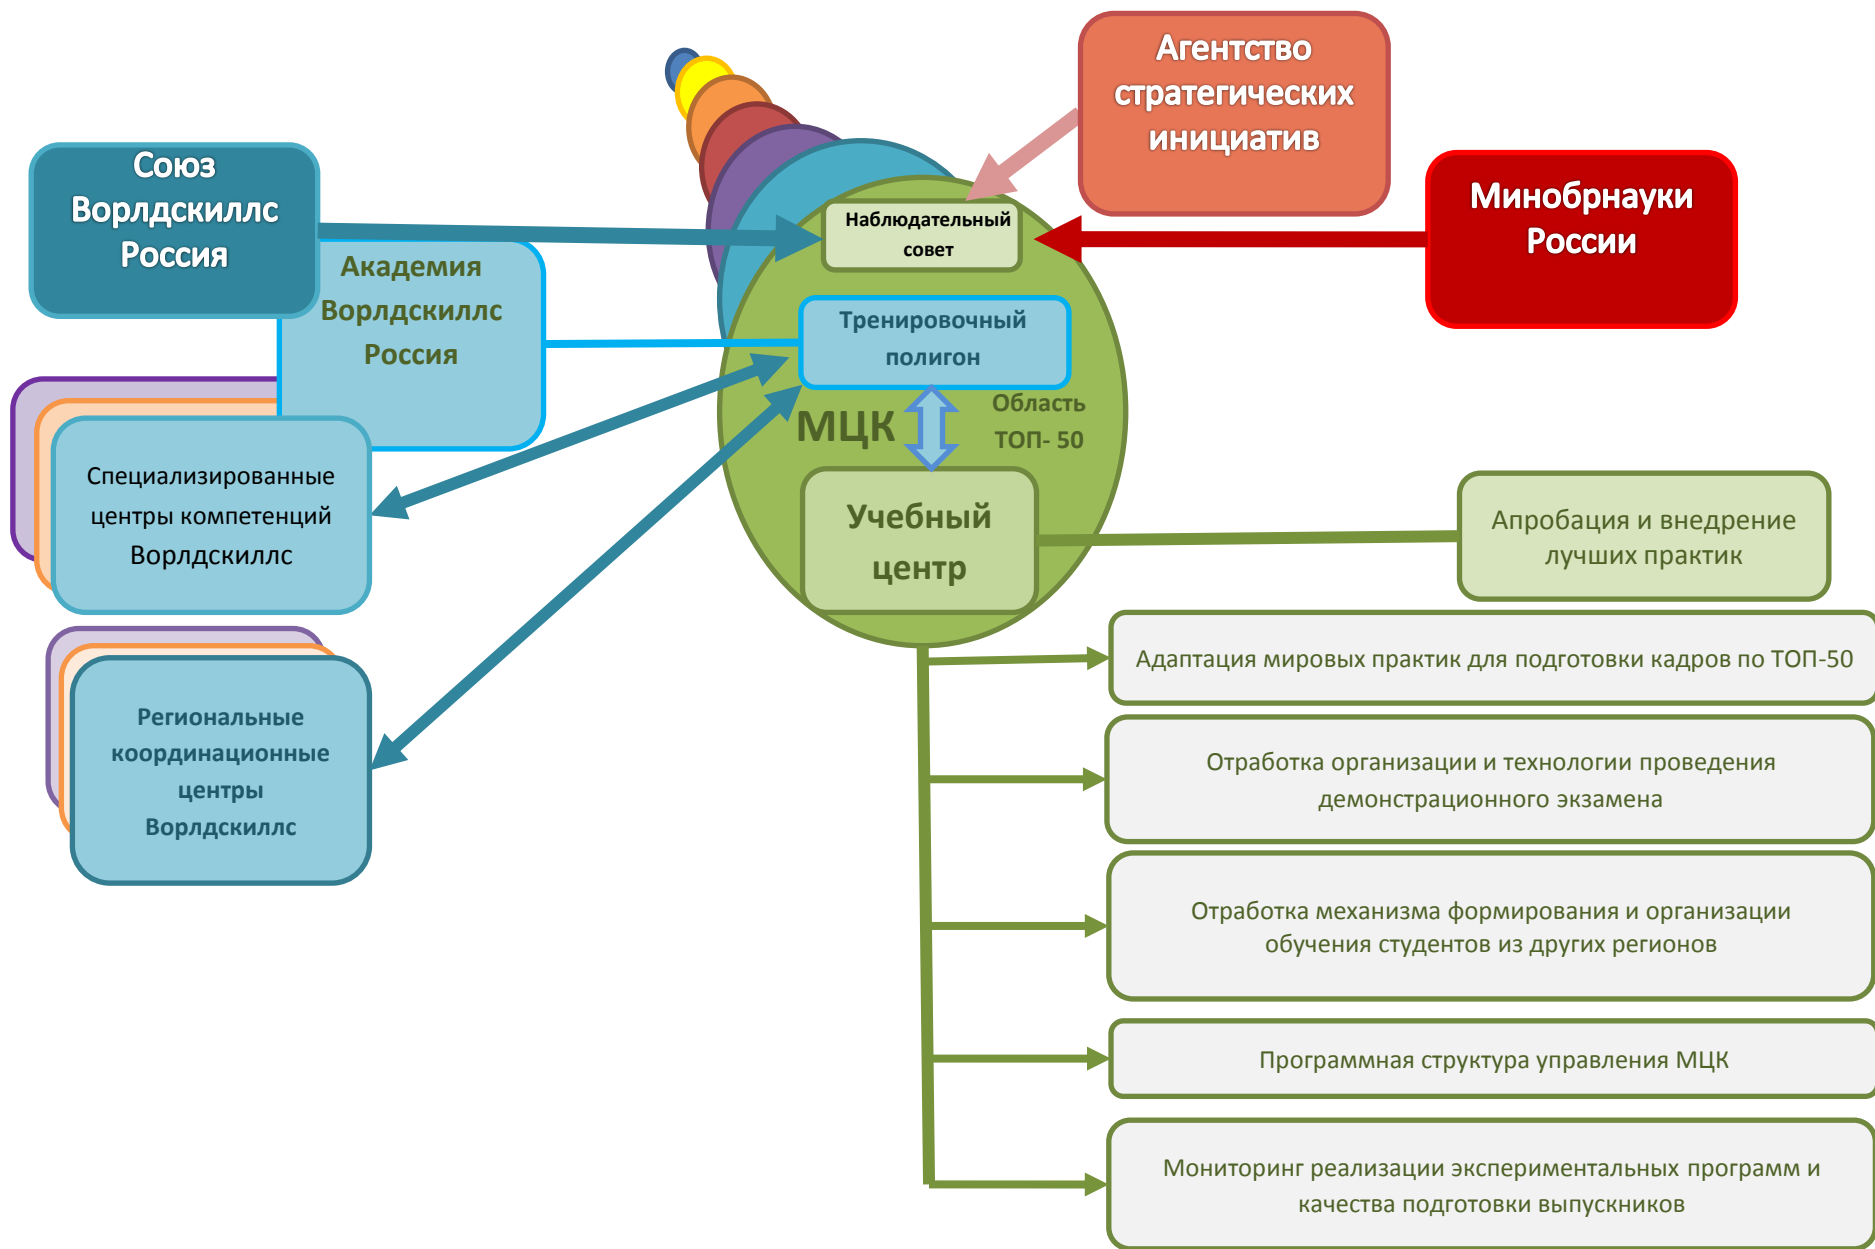 Агентство
стратегических
инициатив
Союз
Ворлдскиллс
Россия
Минобрнауки
России
Наблюдательный
совет
Академия
Ворлдскиллс
Россия
Тренировочный
полигон
МЦК
Область
ТОП- 50
Специализированные
центры компетенций
Ворлдскиллс
Учебный
центр
Апробация и внедрение
лучших практик
Адаптация мировых практик для подготовки кадров по ТОП-50
Региональные
координационные
центры
Ворлдскиллс
Отработка организации и технологии проведения
демонстрационного экзамена
Отработка механизма формирования и организации
обучения студентов из других регионов
Программная структура управления МЦК
Мониторинг реализации экспериментальных программ и
качества подготовки выпускников